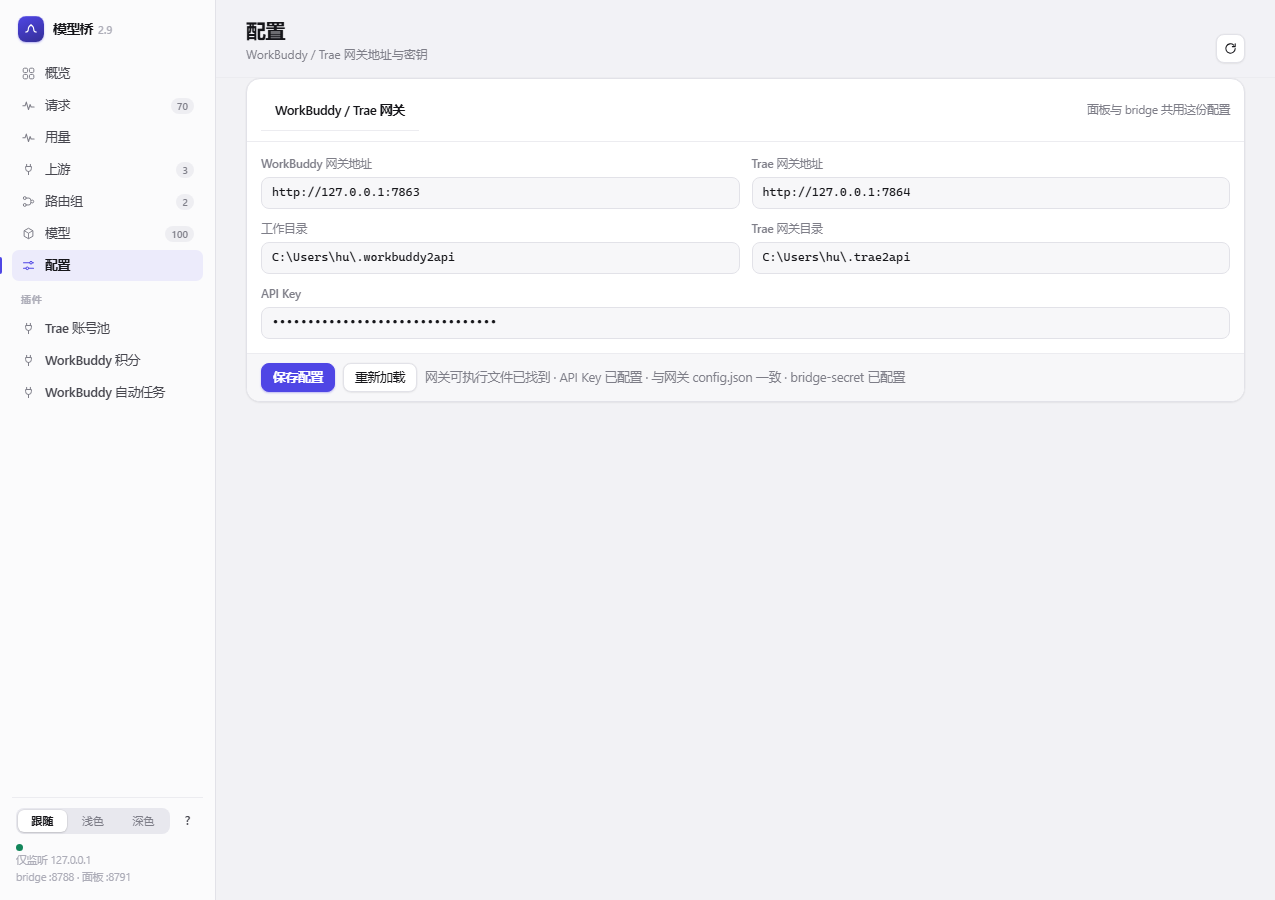 模型桥 2.9
概览
请求 70
用量
上游 3
路由组 2
模型 100
配置
插件
Trae 账号池
WorkBuddy 积分
WorkBuddy 自动任务
跟随 浅色 深色 ?
仅监听 127.0.0.1
bridge :8788 · 面板 :8791
配置
WorkBuddy / Trae 网关地址与密钥
WorkBuddy / Trae 网关 面板与 bridge 共用这份配置
WorkBuddy 网关地址 Trae 网关地址
http://127.0.0.1:7863 http://127.0.0.1:7864
工作目录 Trae 网关目录
C:\Users\hu\.workbuddy2api C:\Users\hu\.trae2api
API Key
••••••••••••••••••••••••••••••••
保存配置 重新加载 网关可执行文件已找到 · API Key 已配置 · 与网关 config.json 一致 · bridge-secret 已配置